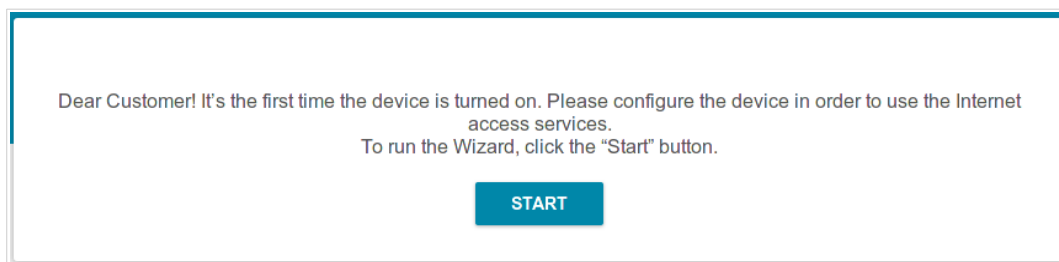 Dear Customer! It’s the first time the device is turned on. Please configure the device in order to use the Internet
access services.
To run the Wizard, click the “Start” button.
START